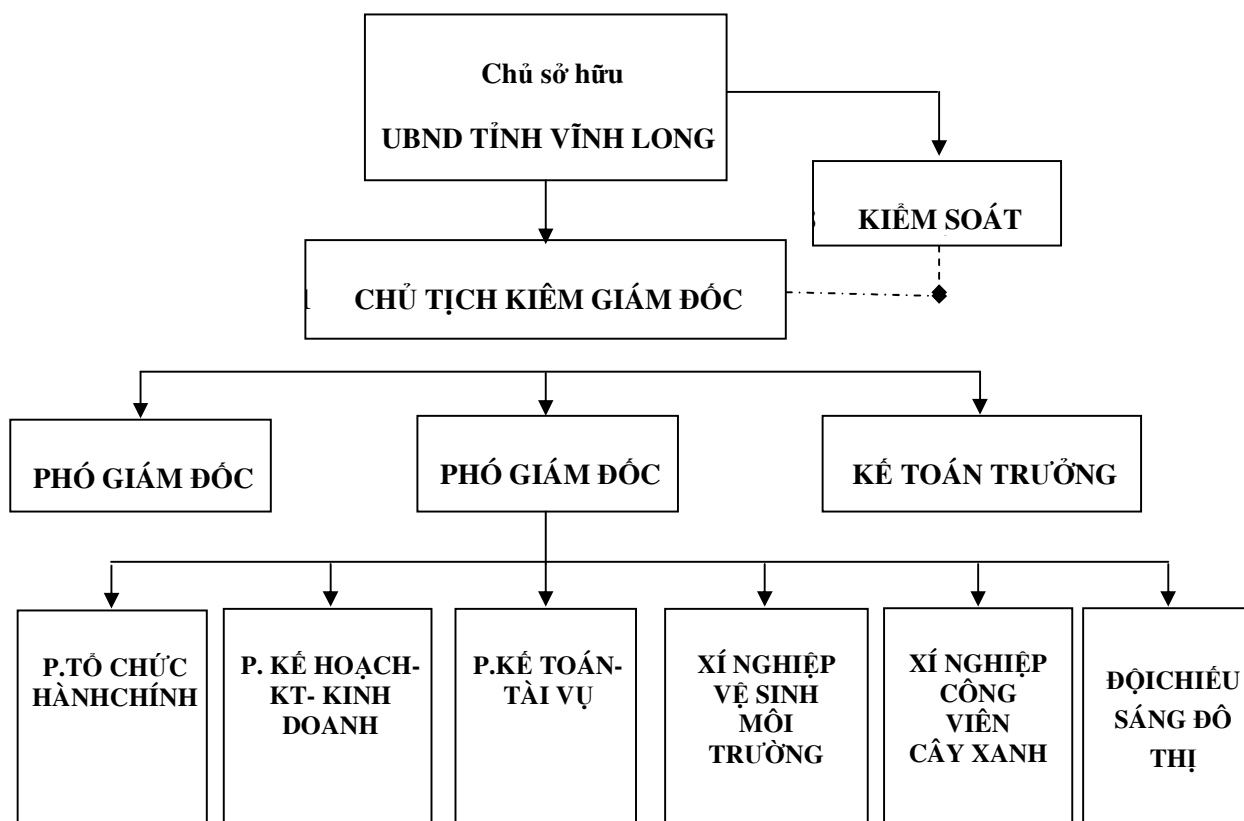 Chủ sở hữu
UBND TỈNH VĨNH LONG
KIỂM SOÁT
CHỦ TỊCH KIÊM GIÁM ĐỐC
PHÓ GIÁM ĐỐC
PHÓ GIÁM ĐỐC
KẾ TOÁN TRƯỞNG
P.TỔ CHỨC
HÀNHCHÍNH
P. KẾ HOẠCH-
KT- KINH
DOANH
P.KẾ TOÁN-
TÀI VỤ
XÍ NGHIỆP
VỆ SINH
MÔI
TRƯỜNG
XÍ NGHIỆP
CÔNG
VIÊN
CÂY XANH
ĐỘICHIẾU
SÁNG ĐÔ
THỊ